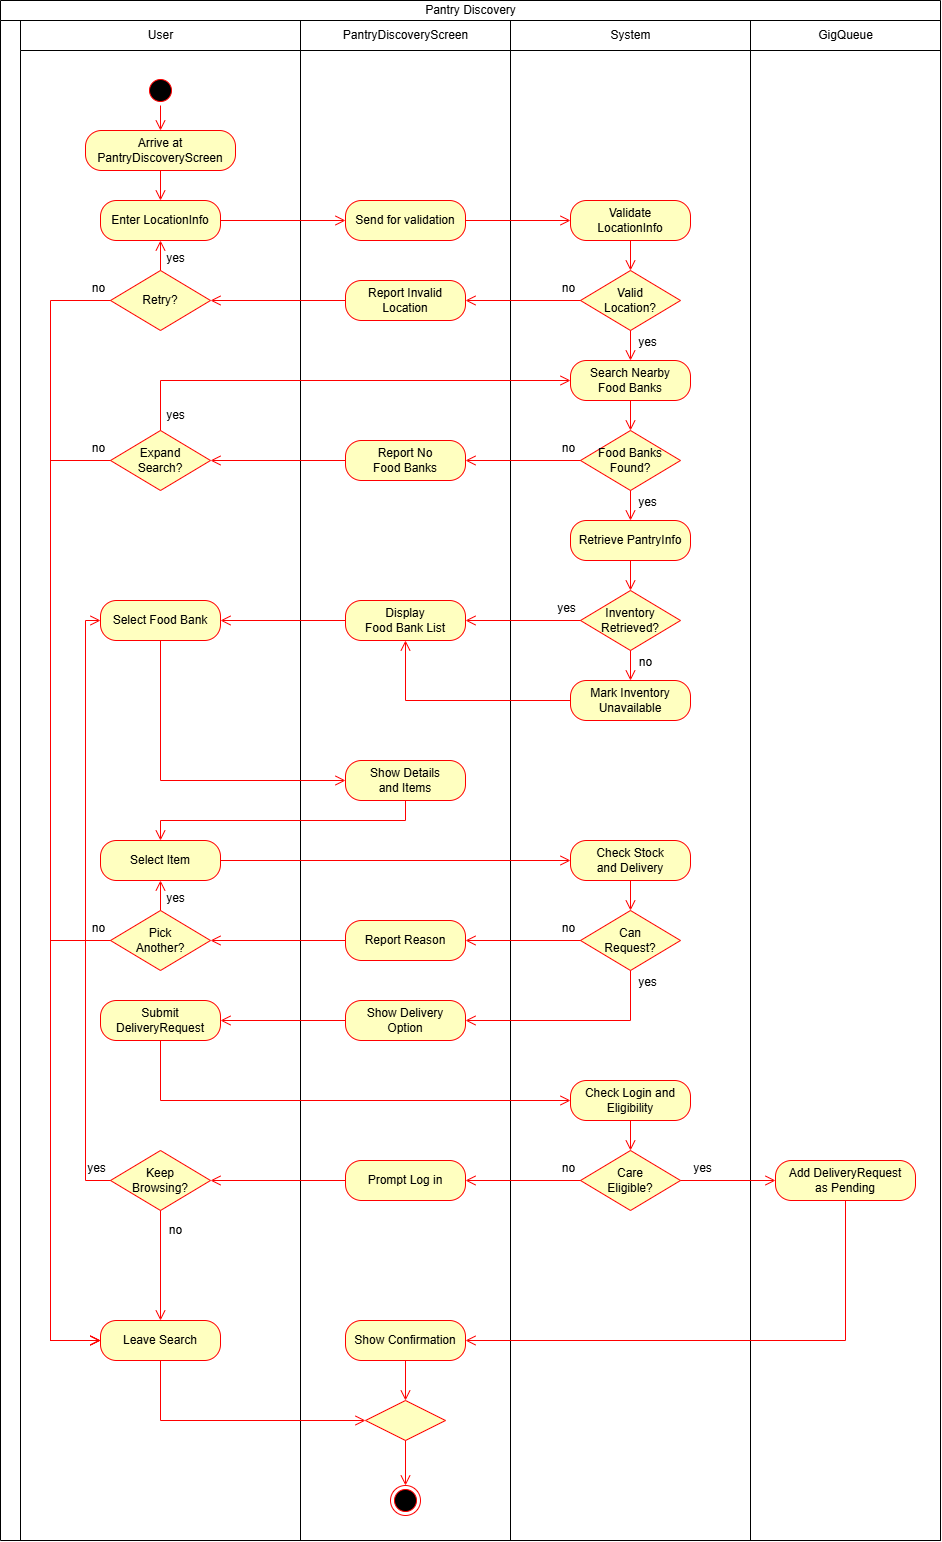 Pantry Discovery
User
PantryDiscoveryScreen
System
GigQueue
Arrive at
PantryDiscoveryScreen
Enter LocationInfo
Send for validation
Validate
LocationInfo
yes
no
Retry?
Report Invalid
Location
no
Valid
Location?
yes
Search Nearby
Food Banks
yes
no
Expand
Search?
Report No
Food Banks
no
Food Banks
Found?
yes
Retrieve PantryInfo
Select Food Bank
Display
Food Bank List
yes
Inventory
Retrieved?
no
Mark Inventory
Unavailable
Show Details
and Items
Select Item
Check Stock
and Delivery
yes
no
Pick
Another?
Report Reason
no
Can
Request?
yes
Submit
DeliveryRequest
Show Delivery
Option
Check Login and
Eligibility
yes
Keep
Browsing?
Prompt Log in
no
Care
Eligible?
yes
Add DeliveryRequest
as Pending
no
Leave Search
Show Confirmation